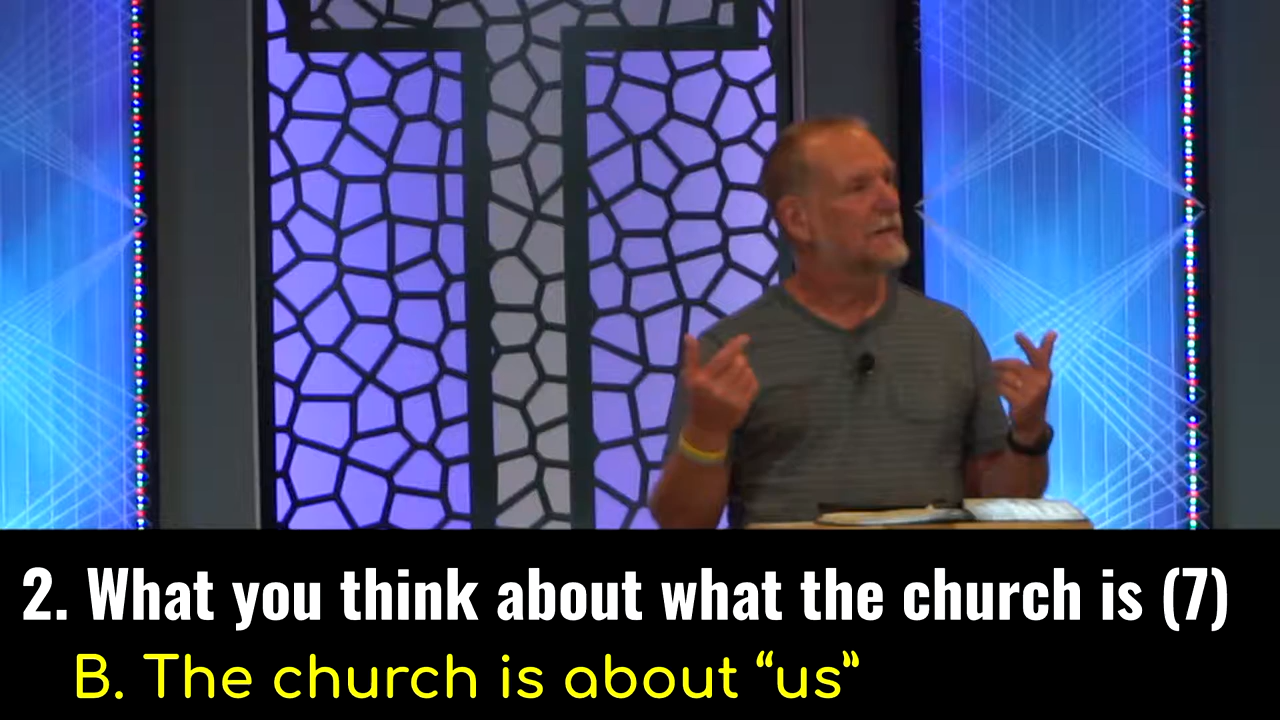 2. What you think about what the church is (7)
B. The church is about “us”